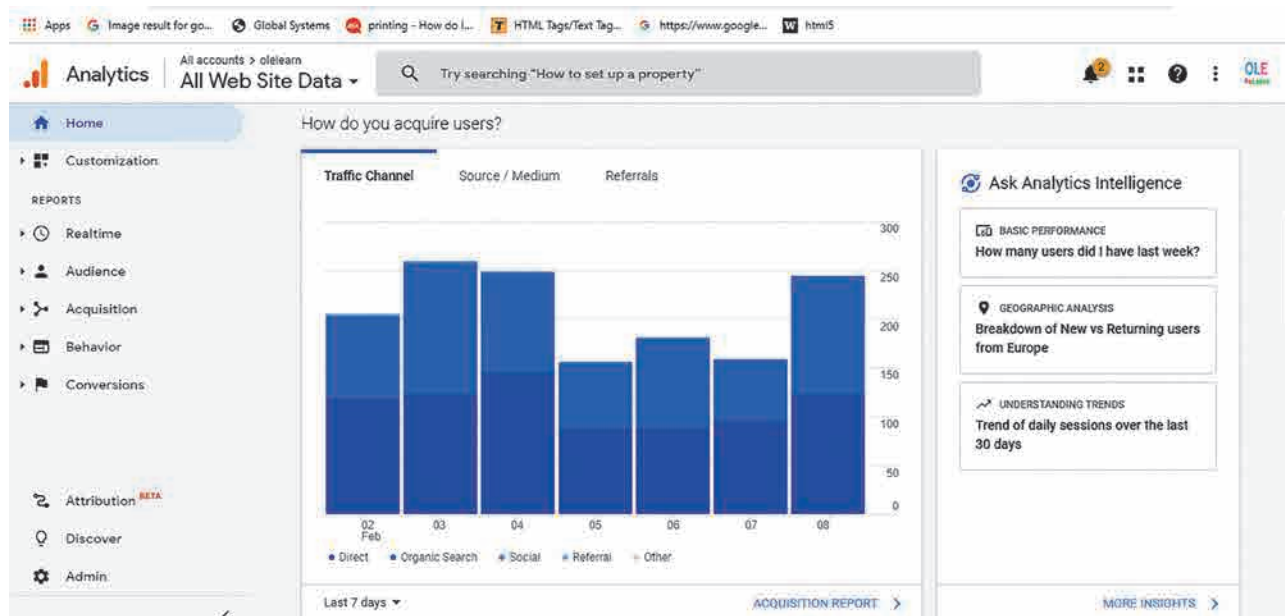 Apps Image result for go... Global Systems printing - How do I... HTML Tags/Text Tag... https://www.google... html5
Analytics
All accounts > olelearn
All Web Site Data
Try searching "How to set up a property"
2
OLE
Home
Customization
REPORTS
Realtime
Audience
Acquisition
Behavior
Conversions
Attribution BETA
Discover
Admin
How do you acquire users?
Traffic Channel Source / Medium Referrals
300
250
200
150
100
50
0
02 03 04 05 06 07 08
Feb
Direct Organic Search Social Referral Other
Last 7 days ACQUISITION REPORT
Ask Analytics Intelligence
BASIC PERFORMANCE
How many users did I have last week?
GEOGRAPHIC ANALYSIS
Breakdown of New vs Returning users
from Europe
UNDERSTANDING TRENDS
Trend of daily sessions over the last
30 days
MORE INSIGHTS